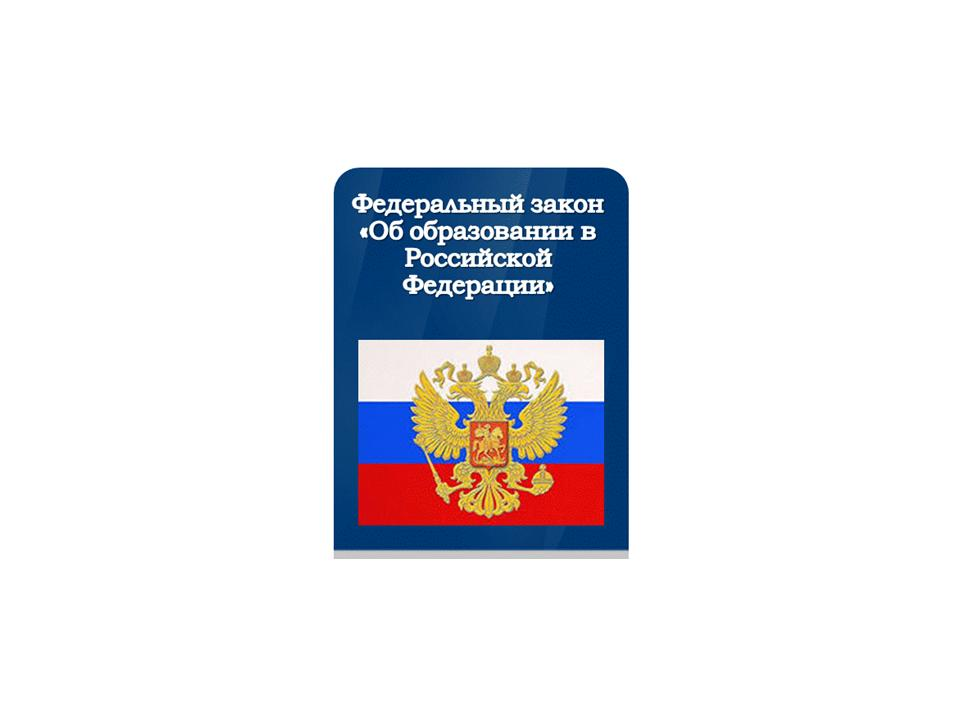 Федеральный закон
«Об образовании в
Российской
Федерации»